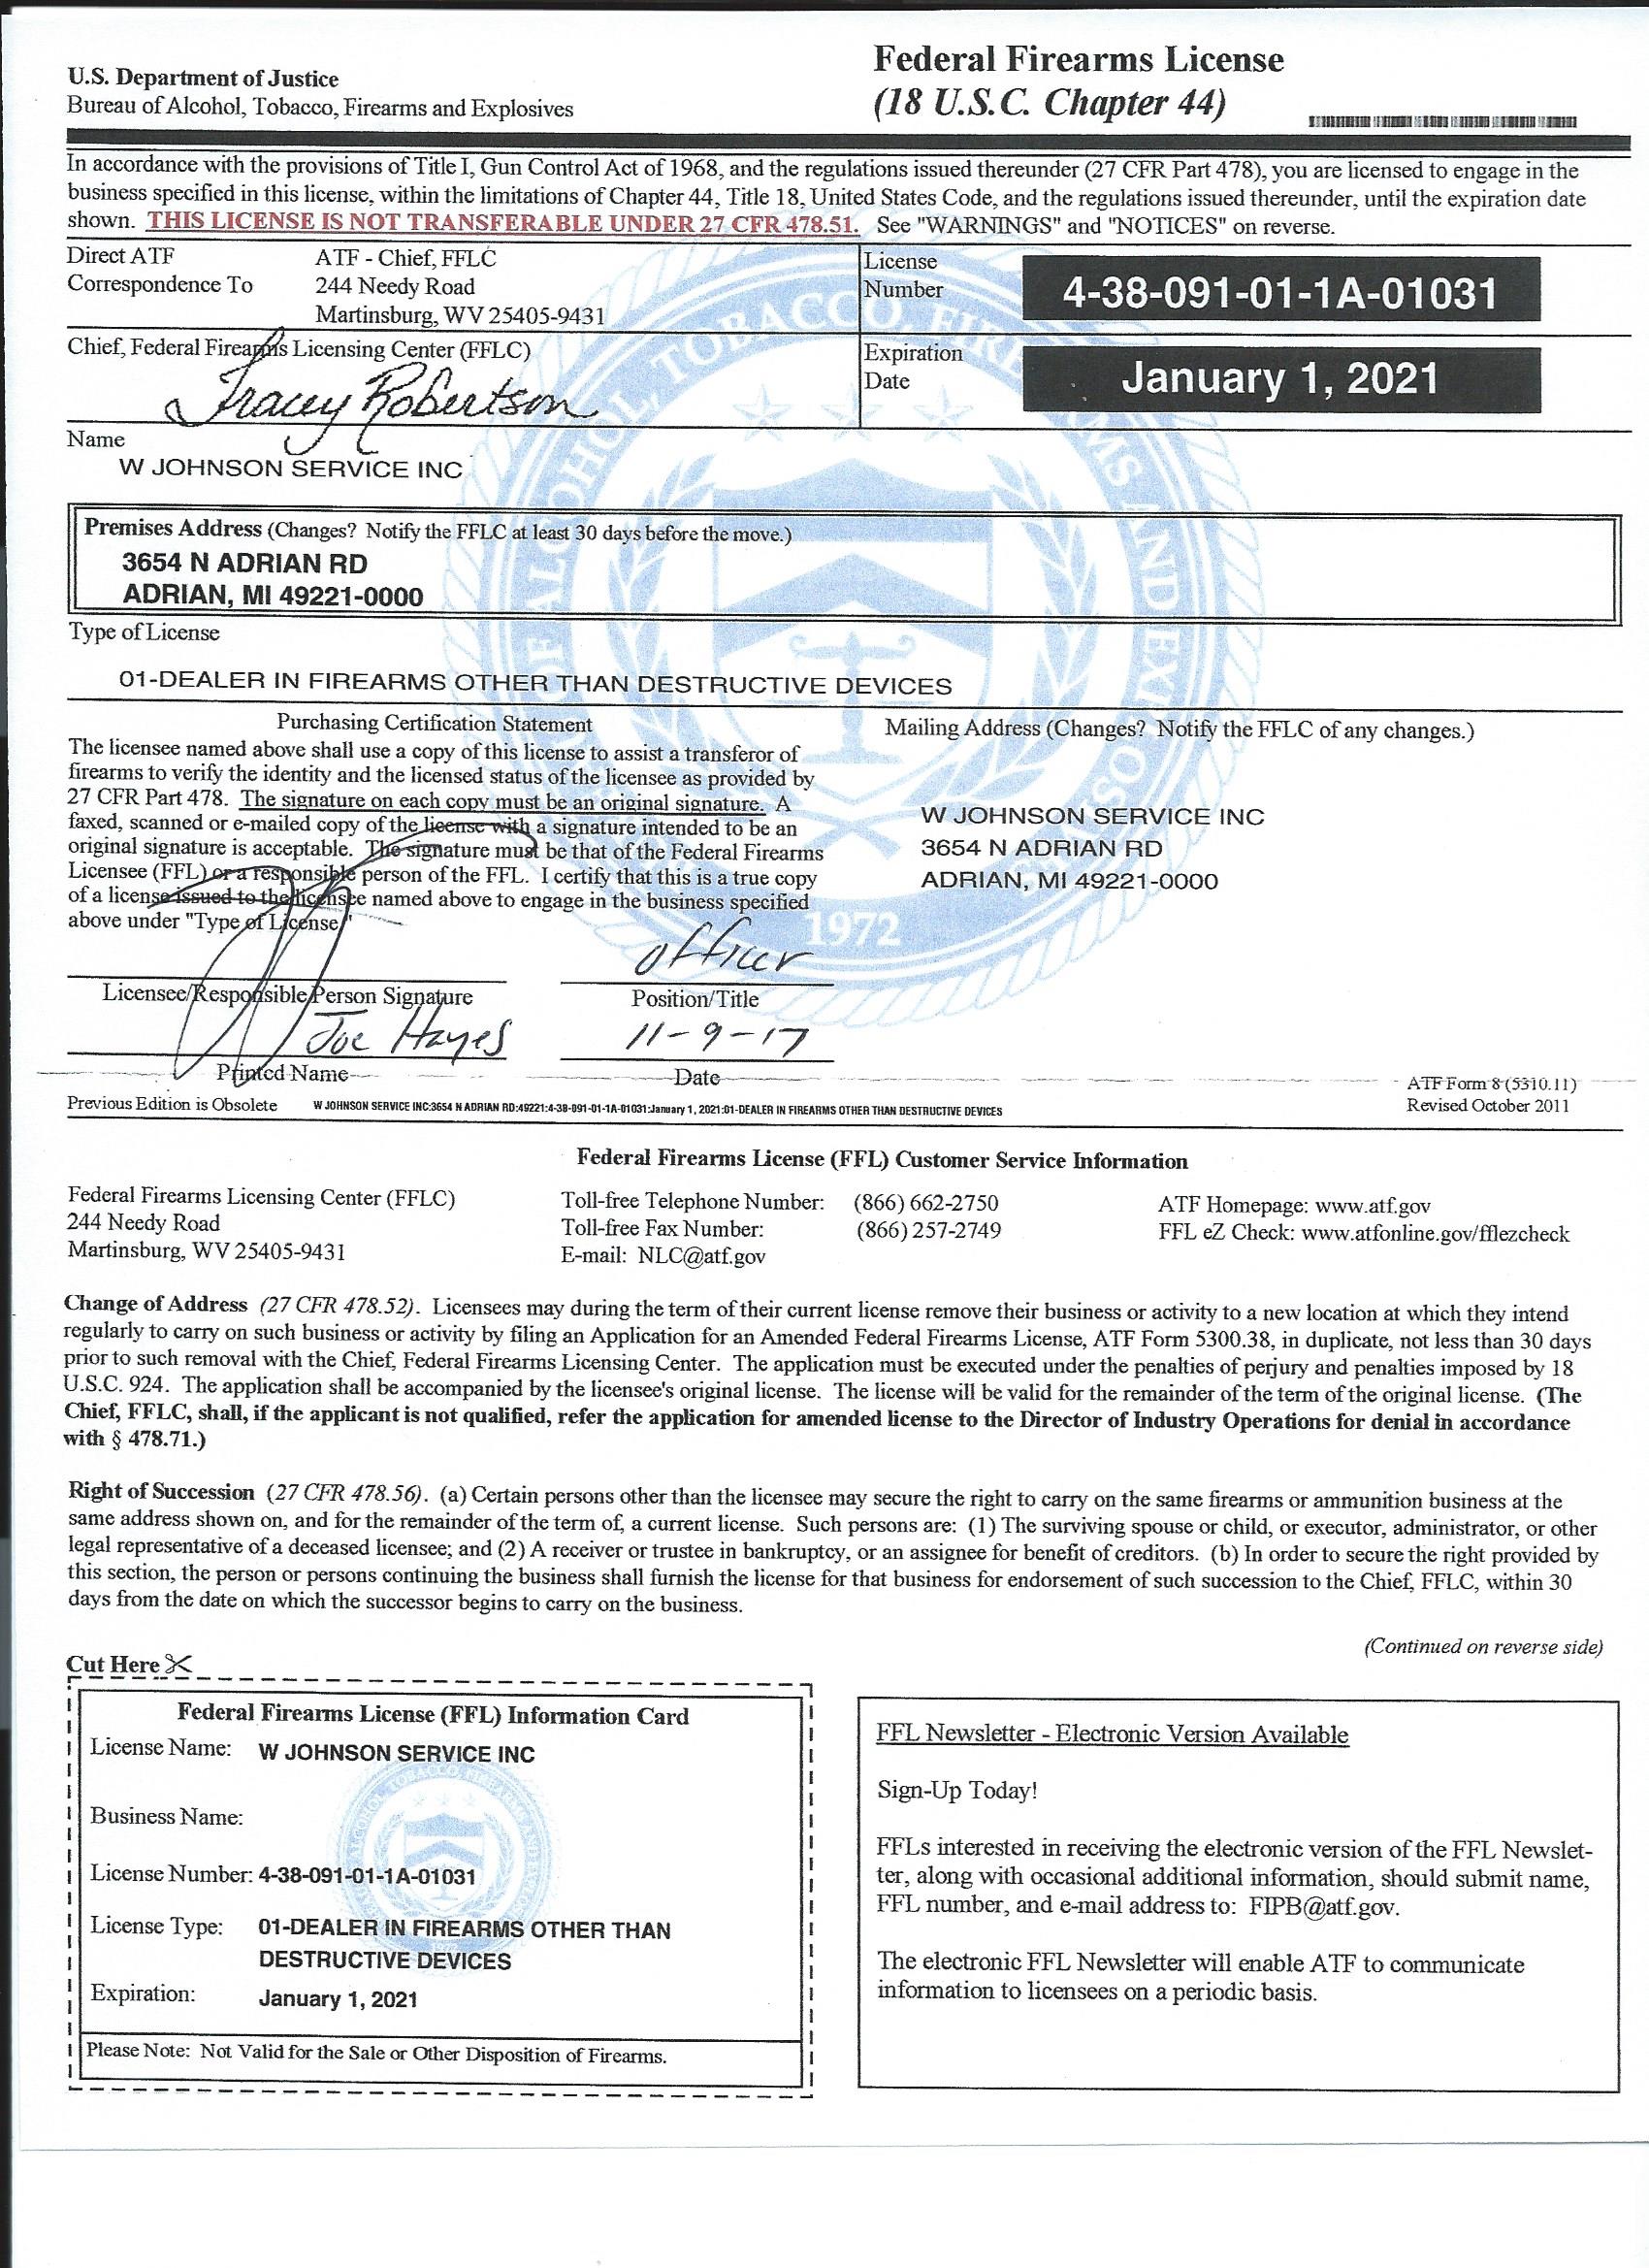 U.S. Department of Justice
Bureau of Alcohol, Tobacco, Firearms and Explosives
Federal Firearms License
(18 U.S.C. Chapter 44)
In accordance with the provisions of Title I, Gun Control Act of 1968, and the regulations issued thereunder (27 CFR Part 478), you are licensed to engage in the
business specified in this license, within the limitations of Chapter 44, Title 18, United States Code, and the regulations issued thereunder, until the expiration date
shown. THIS LICENSE IS NOT TRANSFERABLE UNDER 27 CFR 478.51. See "WARNINGS" and "NOTICES" on reverse.
Direct ATF
Correspondence To
ATF - Chief, FFLC
244 Needy Road
Martinsburg, WV 25405-9431
License
Number
4-38-091-01-1A-01031
Chief, Federal Firearms Licensing Center (FFLC)
Tracey Robertson
Expiration
Date
January 1, 2021
Name
W JOHNSON SERVICE INC
Premises Address (Changes? Notify the FFLC at least 30 days before the move.)
3654 N ADRIAN RD
ADRIAN, MI 49221-0000
Type of License
01-DEALER IN FIREARMS OTHER THAN DESTRUCTIVE DEVICES
Purchasing Certification Statement
The licensee named above shall use a copy of this license to assist a transferor of
firearms to verify the identity and the licensed status of the licensee as provided by
27 CFR Part 478. The signature on each copy must be an original signature. A
faxed, scanned or e-mailed copy of the license with a signature intended to be an
original signature is acceptable. The signature must be that of the Federal Firearms
Licensee (FFL) or a responsible person of the FFL. I certify that this is a true copy
of a license issued to the licensee named above to engage in the business specified
above under "Type of License."
Mailing Address (Changes? Notify the FFLC of any changes.)
W JOHNSON SERVICE INC
3654 N ADRIAN RD
ADRIAN, MI 49221-0000
1972
officer
Licensee/Responsible Person Signature
Position/Title
Joe Hayes
11-9-17
Printed Name
Date
ATF Form 8 (5310.11)
Revised October 2011
Previous Edition is Obsolete
W JOHNSON SERVICE INC:3654 N ADRIAN RD:49221:4-38-091-01-1A-01031:January 1, 2021:01-DEALER IN FIREARMS OTHER THAN DESTRUCTIVE DEVICES
Federal Firearms License (FFL) Customer Service Information
Federal Firearms Licensing Center (FFLC)
244 Needy Road
Martinsburg, WV 25405-9431
Toll-free Telephone Number: (866) 662-2750
Toll-free Fax Number: (866) 257-2749
E-mail: NLC@atf.gov
ATF Homepage: www.atf.gov
FFL eZ Check: www.atfonline.gov/fflezcheck
Change of Address (27 CFR 478.52). Licensees may during the term of their current license remove their business or activity to a new location at which they intend
regularly to carry on such business or activity by filing an Application for an Amended Federal Firearms License, ATF Form 5300.38, in duplicate, not less than 30 days
prior to such removal with the Chief, Federal Firearms Licensing Center. The application must be executed under the penalties of perjury and penalties imposed by 18
U.S.C. 924. The application shall be accompanied by the licensee's original license. The license will be valid for the remainder of the term of the original license. (The
Chief, FFLC, shall, if the applicant is not qualified, refer the application for amended license to the Director of Industry Operations for denial in accordance
with § 478.71.)
Right of Succession (27 CFR 478.56). (a) Certain persons other than the licensee may secure the right to carry on the same firearms or ammunition business at the
same address shown on, and for the remainder of the term of, a current license. Such persons are: (1) The surviving spouse or child, or executor, administrator, or other
legal representative of a deceased licensee; and (2) A receiver or trustee in bankruptcy, or an assignee for benefit of creditors. (b) In order to secure the right provided by
this section, the person or persons continuing the business shall furnish the license for that business for endorsement of such succession to the Chief, FFLC, within 30
days from the date on which the successor begins to carry on the business.
(Continued on reverse side)
Cut Here
Federal Firearms License (FFL) Information Card
License Name: W JOHNSON SERVICE INC
Business Name:
License Number: 4-38-091-01-1A-01031
License Type: 01-DEALER IN FIREARMS OTHER THAN
DESTRUCTIVE DEVICES
Expiration: January 1, 2021
Please Note: Not Valid for the Sale or Other Disposition of Firearms.
FFL Newsletter - Electronic Version Available
Sign-Up Today!
FFLs interested in receiving the electronic version of the FFL Newslet-
ter, along with occasional additional information, should submit name,
FFL number, and e-mail address to: FIPB@atf.gov.
The electronic FFL Newsletter will enable ATF to communicate
information to licensees on a periodic basis.